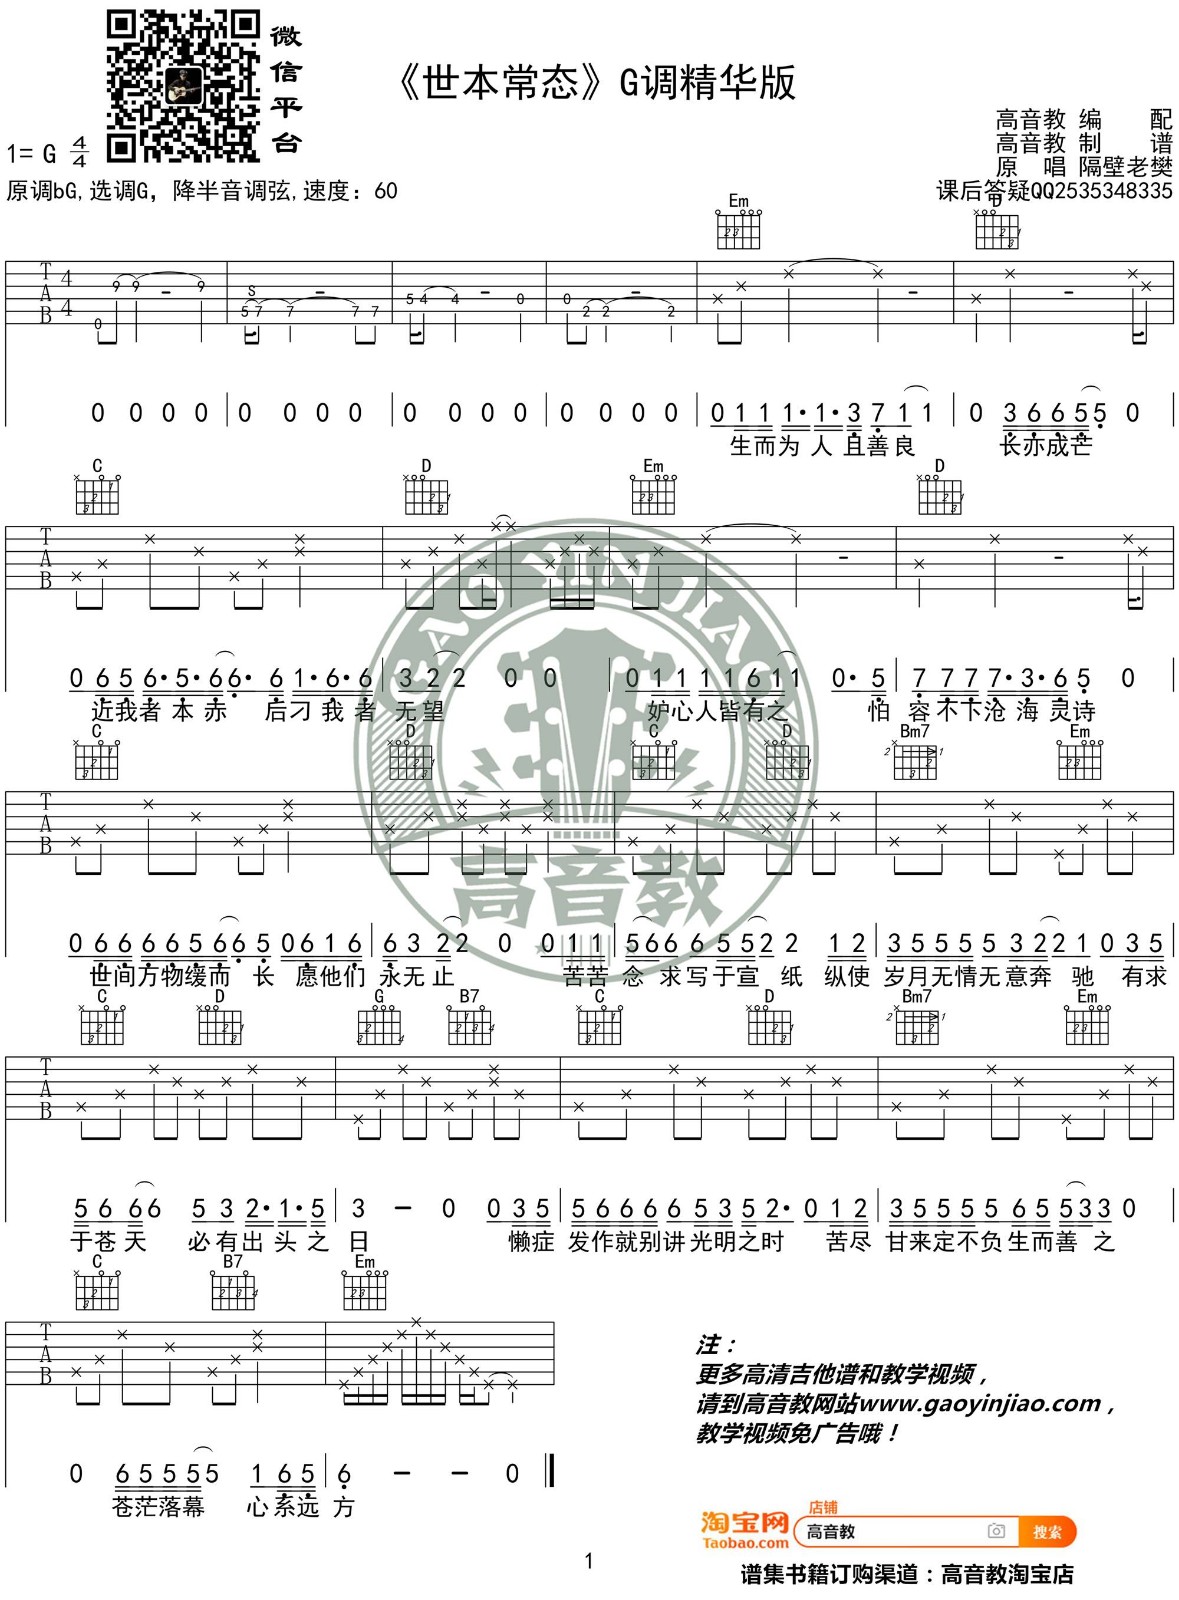 微信平台
《世本常态》G调精华版
高音教 编 配
高音教 制 谱
原 唱 隔壁老樊
课后答疑QQ2535348335
1= G 4/4
原调bG,选调G，降半音调弦,速度：60
Em D
T A B 4 4
0 9 9 - 9 5 S 7 - 7 7 7 5 4 4 - 0 0 2 2 - 2 - -
0 0 0 0 0 0 0 0 0 0 0 0 0 0 0 0 0 1 1 1· 1· 3 7 1 1 0 3 6 6 5 5 0
生而为 人 且善良 长亦成芒
C D Em D
T A B
0 6 5 6· 5· 6 6· 6 1· 6· 6 3 2 2 0 0 0 1 1 1 1 6 1 1 0· 5 7 7 7 7· 3· 6 5 0
近我者 本 亦 后刁 我 者 无望 妒心人皆有之 怕 容 不下沧 海 灵诗
C D C D Bm7 Em
T A B
0 6 6 6 6 5 6 6 5 0 6 1 6 6 3 2 2 0 0 1 1 5 6 6 6 5 5 2 2 1 2 3 5 5 5 5 3 2 2 1 0 3 5
世间方物缓而 长 愿他们 永无止 苦苦 念 求写于宣 纸 纵使 岁月无情无意奔 驰 有求
C D G B7 C D Bm7 Em
T A B
5 6 6 6 5 3 2· 1· 5 3 - 0 0 3 5 5 6 6 6 5 3 5 2· 0 1 2 3 5 5 5 6 5 5 3 3 0
于苍天 必有出头之 日 懒症 发作就别讲光明之时 苦尽 甘来定不负生而善 之
C B7 Em
T A B
0 6 5 5 5 5 1 6 5 6 - - 0
苍茫落幕 心系远 方
注：
更多高清吉他谱和教学视频，
请到高音教网站www.gaoyinjiao.com，
教学视频免广告哦！
GAO YIN JIAO
高音教
店铺
淘宝网
Taobao.com
高音教
搜索
谱集书籍订购渠道：高音教淘宝店
1